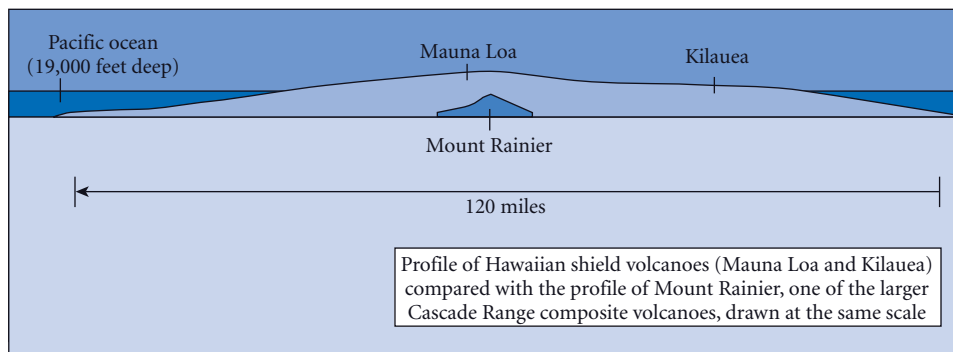 Pacific ocean
(19,000 feet deep)
Mauna Loa
Kilauea
Mount Rainier
120 miles
Profile of Hawaiian shield volcanoes (Mauna Loa and Kilauea)
compared with the profile of Mount Rainier, one of the larger
Cascade Range composite volcanoes, drawn at the same scale